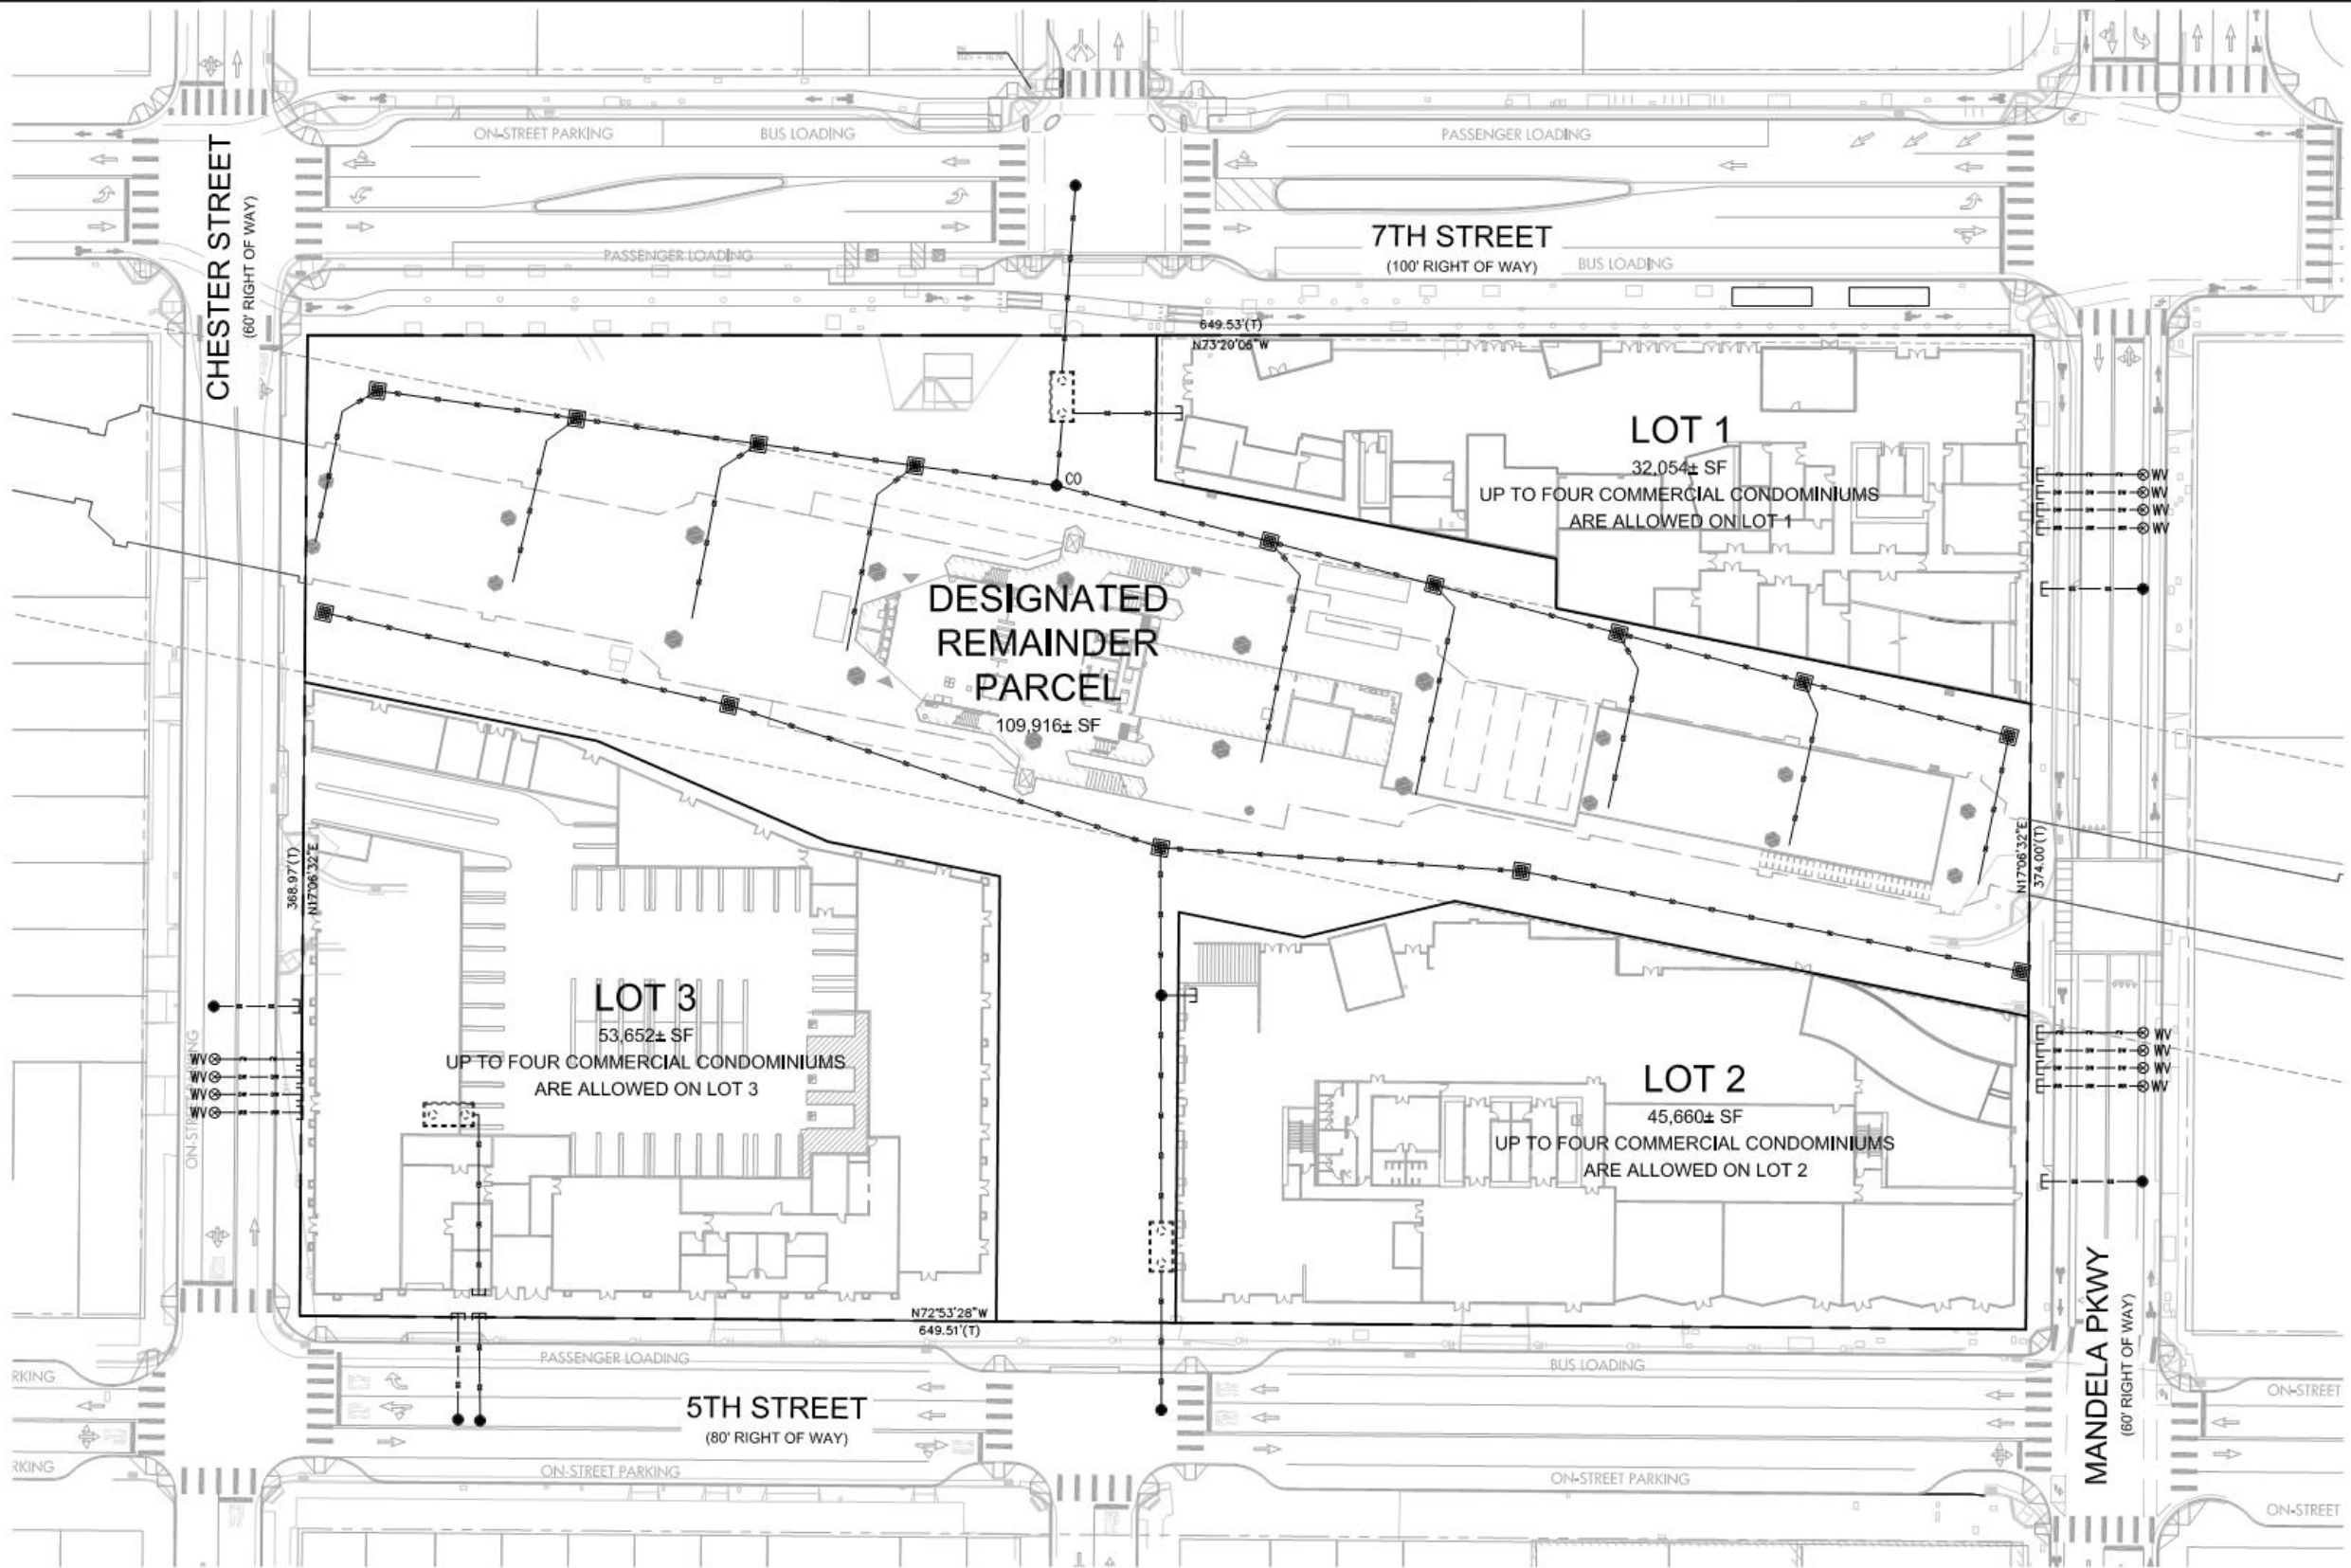 ON-STREET PARKING
BUS LOADING
PASSENGER LOADING
CHESTER STREET
(60' RIGHT OF WAY)
PASSENGER LOADING
7TH STREET
(100' RIGHT OF WAY)
BUS LOADING
649.53'(T)
N73°20'06"W
LOT 1
32,054± SF
UP TO FOUR COMMERCIAL CONDOMINIUMS
ARE ALLOWED ON LOT 1
WV
WV
WV
WV
CO
DESIGNATED
REMAINDER
PARCEL
109,916± SF
368.97'(T)
N17°06'32"E
N17°06'32"E
374.00'(T)
LOT 3
53,652± SF
UP TO FOUR COMMERCIAL CONDOMINIUMS
ARE ALLOWED ON LOT 3
ON-STREET PARKING
WV
WV
WV
WV
LOT 2
45,660± SF
UP TO FOUR COMMERCIAL CONDOMINIUMS
ARE ALLOWED ON LOT 2
WV
WV
WV
WV
N72°53'28"W
649.51'(T)
PASSENGER LOADING
BUS LOADING
MANDELA PKWY
(60' RIGHT OF WAY)
RKING
ON-STREET
5TH STREET
(80' RIGHT OF WAY)
RKING
ON-STREET PARKING
ON-STREET PARKING
ON-STREET